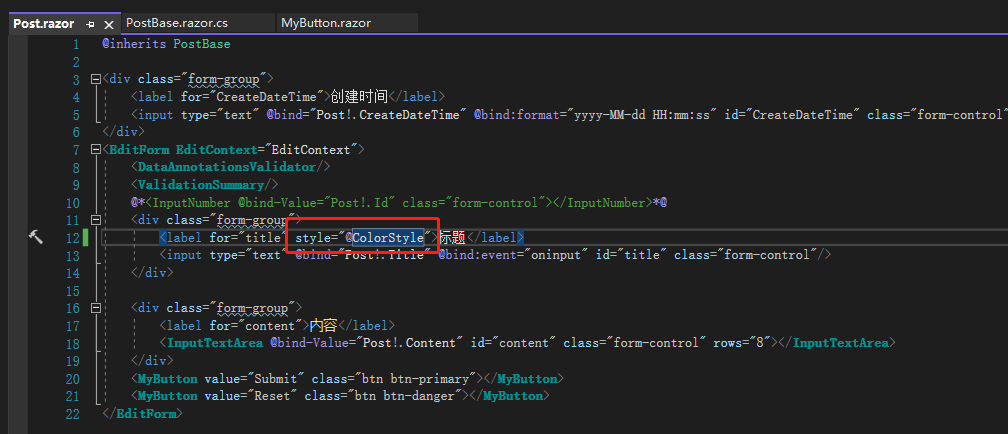 Post.razor PostBase.razor.cs MyButton.razor
1 @inherits PostBase
2
3 <div class="form-group">
4 <label for="CreateDateTime">创建时间</label>
5 <input type="text" @bind="Post!.CreateDateTime" @bind:format="yyyy-MM-dd HH:mm:ss" id="CreateDateTime" class="form-control"
6 </div>
7 <EditForm EditContext="EditContext">
8 <DataAnnotationsValidator/>
9 <ValidationSummary/>
10 @*<InputNumber @bind-Value="Post!.Id" class="form-control"></InputNumber>*@
11 <div class="form-group">
12 <label for="title" style="@ColorStyle">标题</label>
13 <input type="text" @bind="Post!.Title" @bind:event="oninput" id="title" class="form-control"/>
14 </div>
15
16 <div class="form-group">
17 <label for="content">内容</label>
18 <InputTextArea @bind-Value="Post!.Content" id="content" class="form-control" rows="8"></InputTextArea>
19 </div>
20 <MyButton value="Submit" class="btn btn-primary"></MyButton>
21 <MyButton value="Reset" class="btn btn-danger"></MyButton>
22 </EditForm>